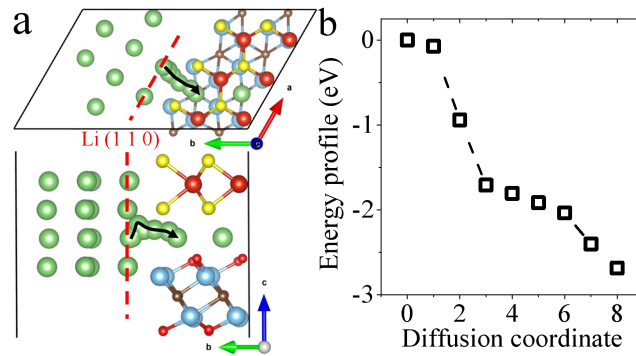 a
b
Li (1 1 0)
a
b
c
b
Energy profile (eV)
0
-1
-2
-3
0 2 4 6 8
Diffusion coordinate